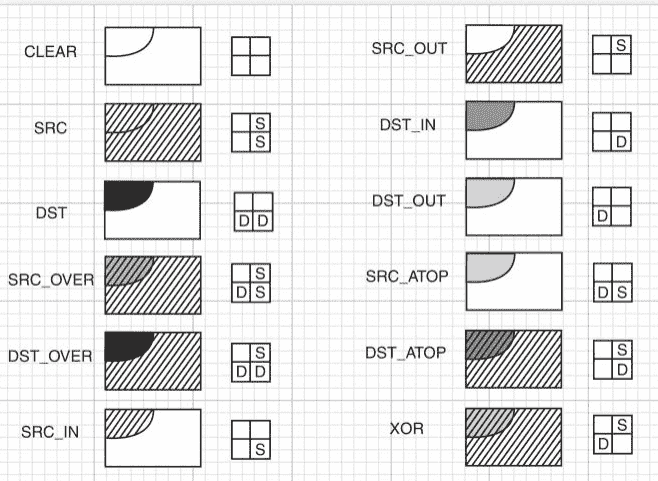 CLEAR
SRC
S
S
DST
D D
SRC_OVER
S
D S
DST_OVER
S
D D
SRC_IN
S
SRC_OUT
S
DST_IN
D
DST_OUT
D
SRC_ATOP
D S
DST_ATOP
S
D
XOR
S
D